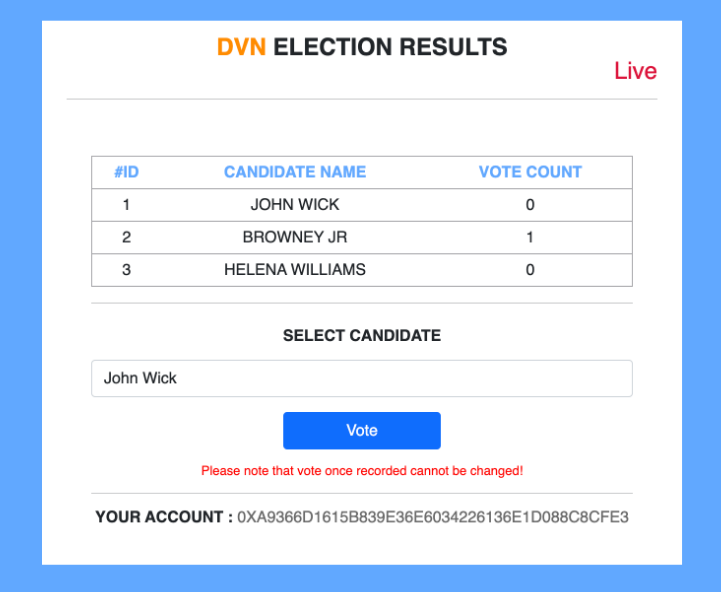 DVN ELECTION RESULTS
Live
#ID CANDIDATE NAME VOTE COUNT
1 JOHN WICK 0
2 BROWNEY JR 1
3 HELENA WILLIAMS 0
SELECT CANDIDATE
John Wick
Vote
Please note that vote once recorded cannot be changed!
YOUR ACCOUNT : 0XA9366D1615B839E36E6034226136E1D088C8CFE3